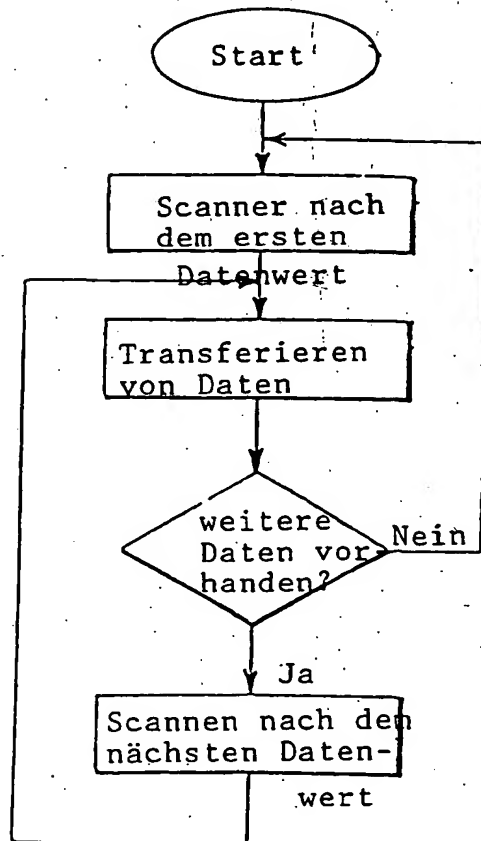 Start
Scanner nach
dem ersten
Datenwert
Transferieren
von Daten
weitere
Daten vor-
handen?
Nein
Ja
Scannen nach den
nächsten Daten-
wert